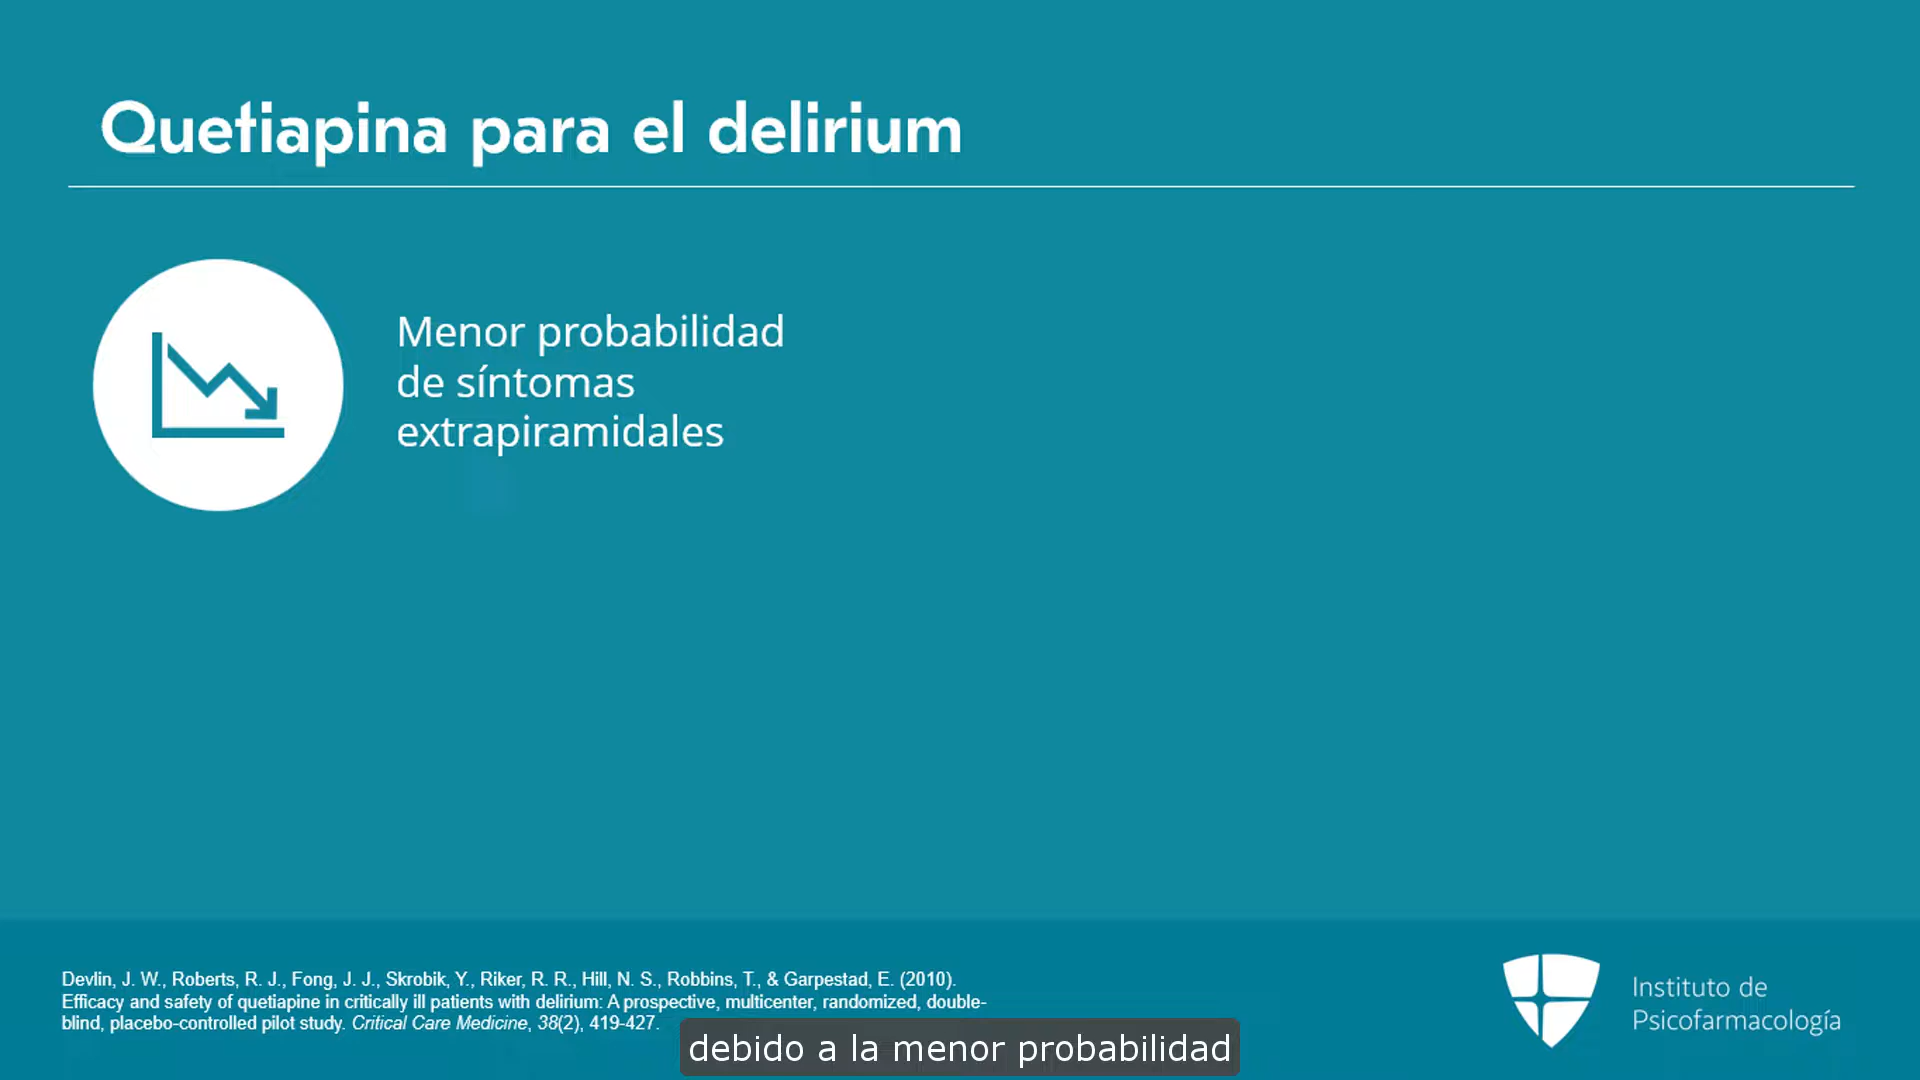 Quetiapina para el delirium
Menor probabilidad
de síntomas
extrapiramidales
Devlin, J. W., Roberts, R. J., Fong, J. J., Skrobik, Y., Riker, R. R., Hill, N. S., Robbins, T., & Garpestad, E. (2010).
Efficacy and safety of quetiapine in critically ill patients with delirium: A prospective, multicenter, randomized, double-
blind, placebo-controlled pilot study. Critical Care Medicine, 38(2), 419-427.
Instituto de
Psicofarmacología
debido a la menor probabilidad